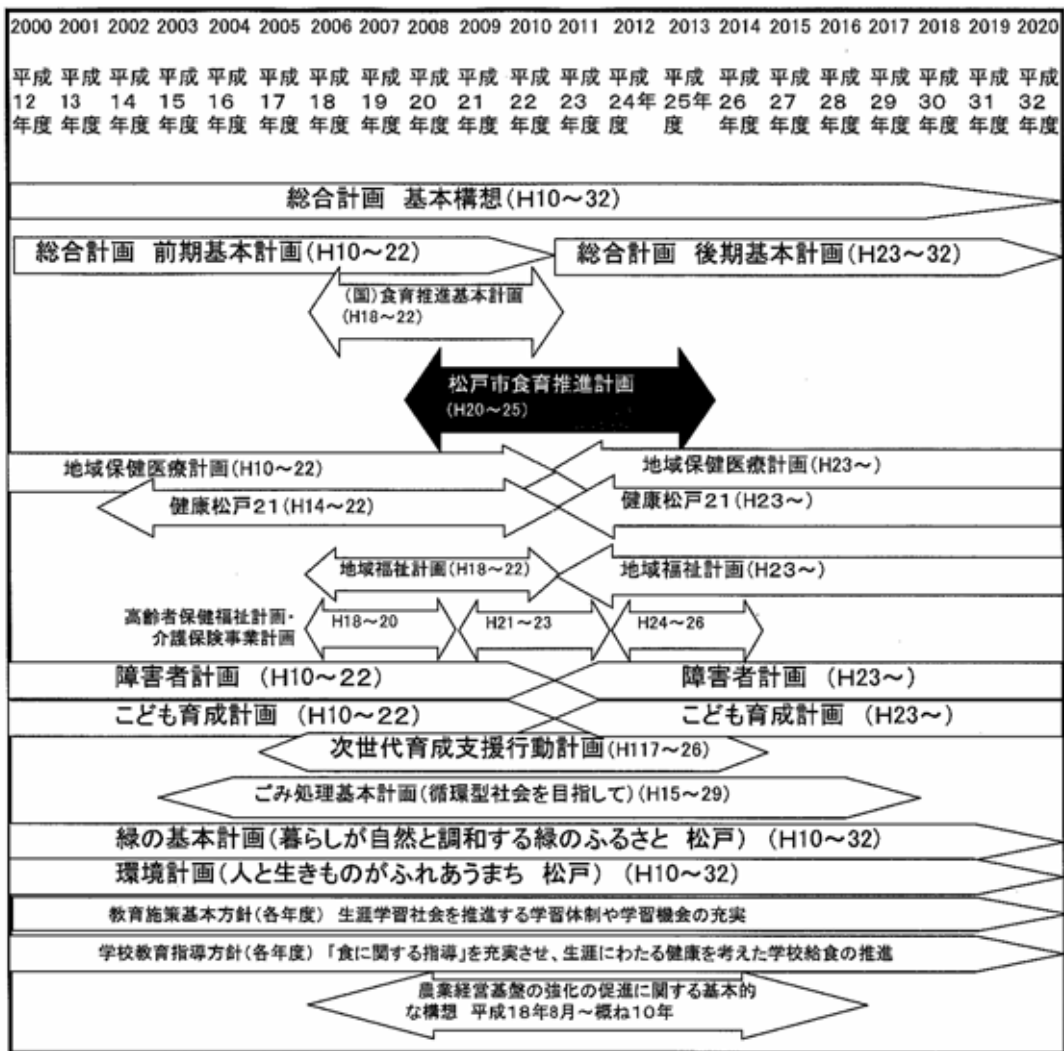 2000 2001 2002 2003 2004 2005 2006 2007 2008 2009 2010 2011 2012 2013 2014 2015 2016 2017 2018 2019 2020
平成 平成 平成 平成 平成 平成 平成 平成 平成 平成 平成 平成 平成 平成 平成 平成 平成 平成 平成 平成 平成
12 13 14 15 16 17 18 19 20 21 22 23 24年 25年 26 27 28 29 30 31 32
年度 年度 年度 年度 年度 年度 年度 年度 年度 年度 年度 年度 度 度 年度 年度 年度 年度 年度 年度 年度
総合計画 基本構想(H10~32)
総合計画 前期基本計画(H10~22) 総合計画 後期基本計画(H23~32)
(国)食育推進基本計画
(H18~22)
松戸市食育推進計画
(H20~25)
地域保健医療計画(H10~22) 地域保健医療計画(H23~)
健康松戸21(H14~22) 健康松戸21(H23~)
地域福祉計画(H18~22) 地域福祉計画(H23~)
高齢者保健福祉計画・
介護保険事業計画 H18~20 H21~23 H24~26
障害者計画 (H10~22) 障害者計画 (H23~)
こども育成計画 (H10~22) こども育成計画 (H23~)
次世代育成支援行動計画(H117~26)
ごみ処理基本計画(循環型社会を目指して)(H15~29)
緑の基本計画(暮らしが自然と調和する緑のふるさと 松戸) (H10~32)
環境計画(人と生きものがふれあうまち 松戸) (H10~32)
教育施策基本方針(各年度) 生涯学習社会を推進する学習体制や学習機会の充実
学校教育指導方針(各年度) 「食に関する指導」を充実させ、生涯にわたる健康を考えた学校給食の推進
農業経営基盤の強化の促進に関する基本的
な構想 平成18年8月~概ね10年